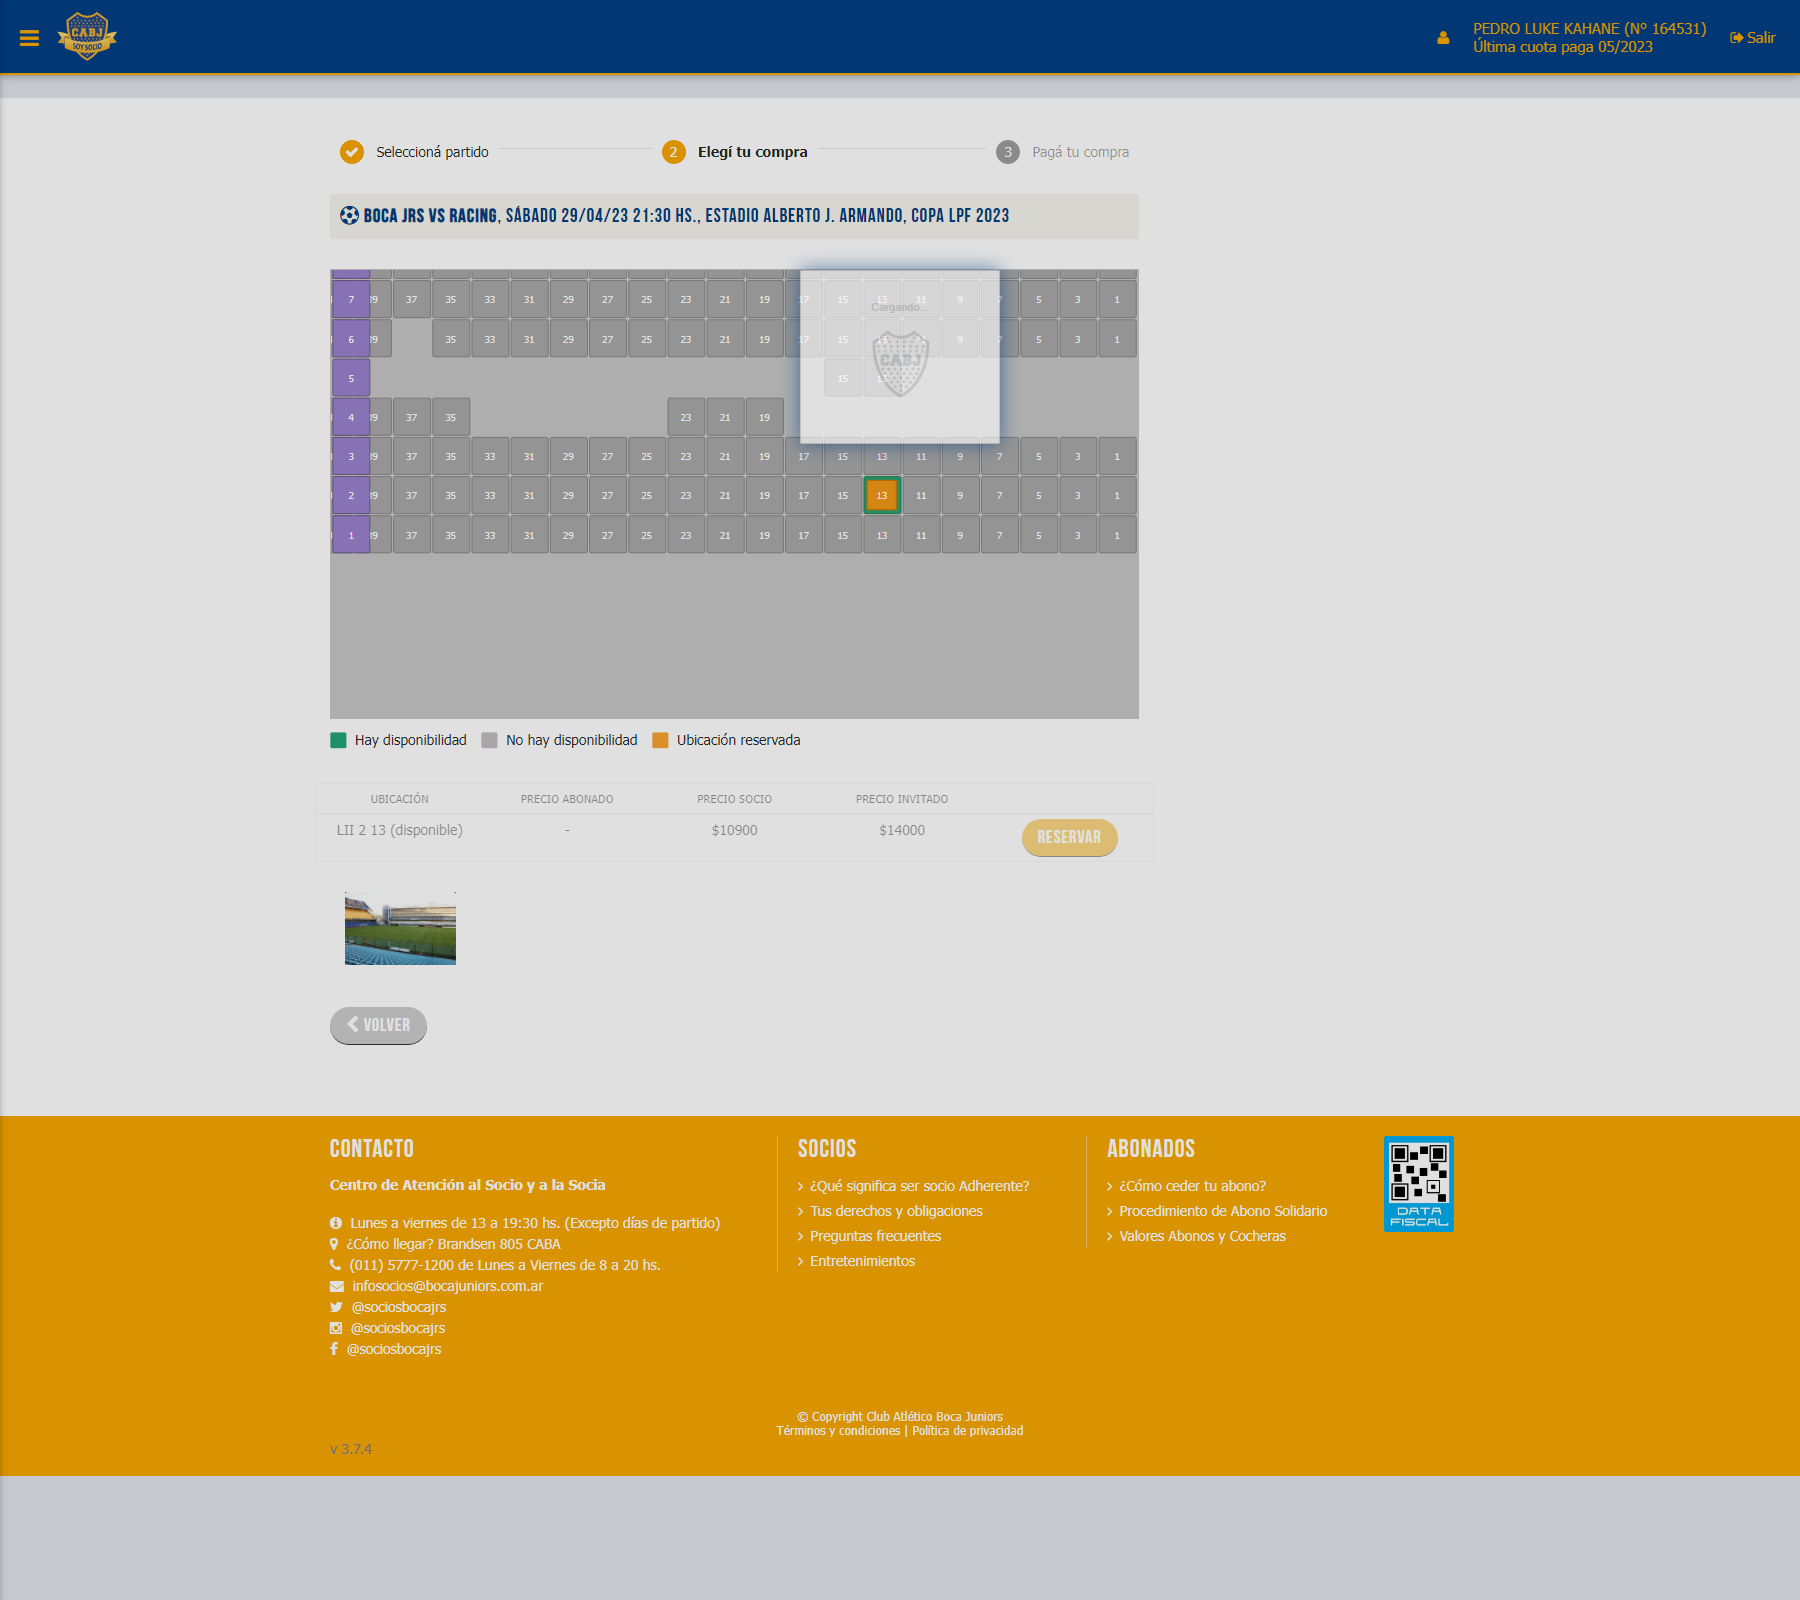 CABJ
SOY SOCIO
PEDRO LUKE KAHANE (N° 164531)
Última cuota paga 05/2023
Salir
Seleccioná partido
2 Elegí tu compra
3 Pagá tu compra
BOCA JRS VS RACING, SÁBADO 29/04/23 21:30 HS., ESTADIO ALBERTO J. ARMANDO, COPA LPF 2023
7 39 37 35 33 31 29 27 25 23 21 19 17 15 13 11 9 7 5 3 1
Cargando...
6 39 35 33 31 29 27 25 23 21 19 17 15 13 11 9 7 5 3 1
CABJ
5 15 13
4 39 37 35 23 21 19
3 39 37 35 33 31 29 27 25 23 21 19 17 15 13 11 9 7 5 3 1
2 39 37 35 33 31 29 27 25 23 21 19 17 15 13 11 9 7 5 3 1
1 39 37 35 33 31 29 27 25 23 21 19 17 15 13 11 9 7 5 3 1
Hay disponibilidad No hay disponibilidad Ubicación reservada
UBICACIÓN PRECIO ABONADO PRECIO SOCIO PRECIO INVITADO
LII 2 13 (disponible) - $10900 $14000 RESERVAR
VOLVER
CONTACTO
Centro de Atención al Socio y a la Socia
Lunes a viernes de 13 a 19:30 hs. (Excepto días de partido)
¿Cómo llegar? Brandsen 805 CABA
(011) 5777-1200 de Lunes a Viernes de 8 a 20 hs.
infosocios@bocajuniors.com.ar
@sociosbocajrs
@sociosbocajrs
@sociosbocajrs
SOCIOS
¿Qué significa ser socio Adherente?
Tus derechos y obligaciones
Preguntas frecuentes
Entretenimientos
ABONADOS
¿Cómo ceder tu abono?
Procedimiento de Abono Solidario
Valores Abonos y Cocheras
DATA
FISCAL
© Copyright Club Atlético Boca Juniors
Términos y condiciones | Política de privacidad
v 3.7.4